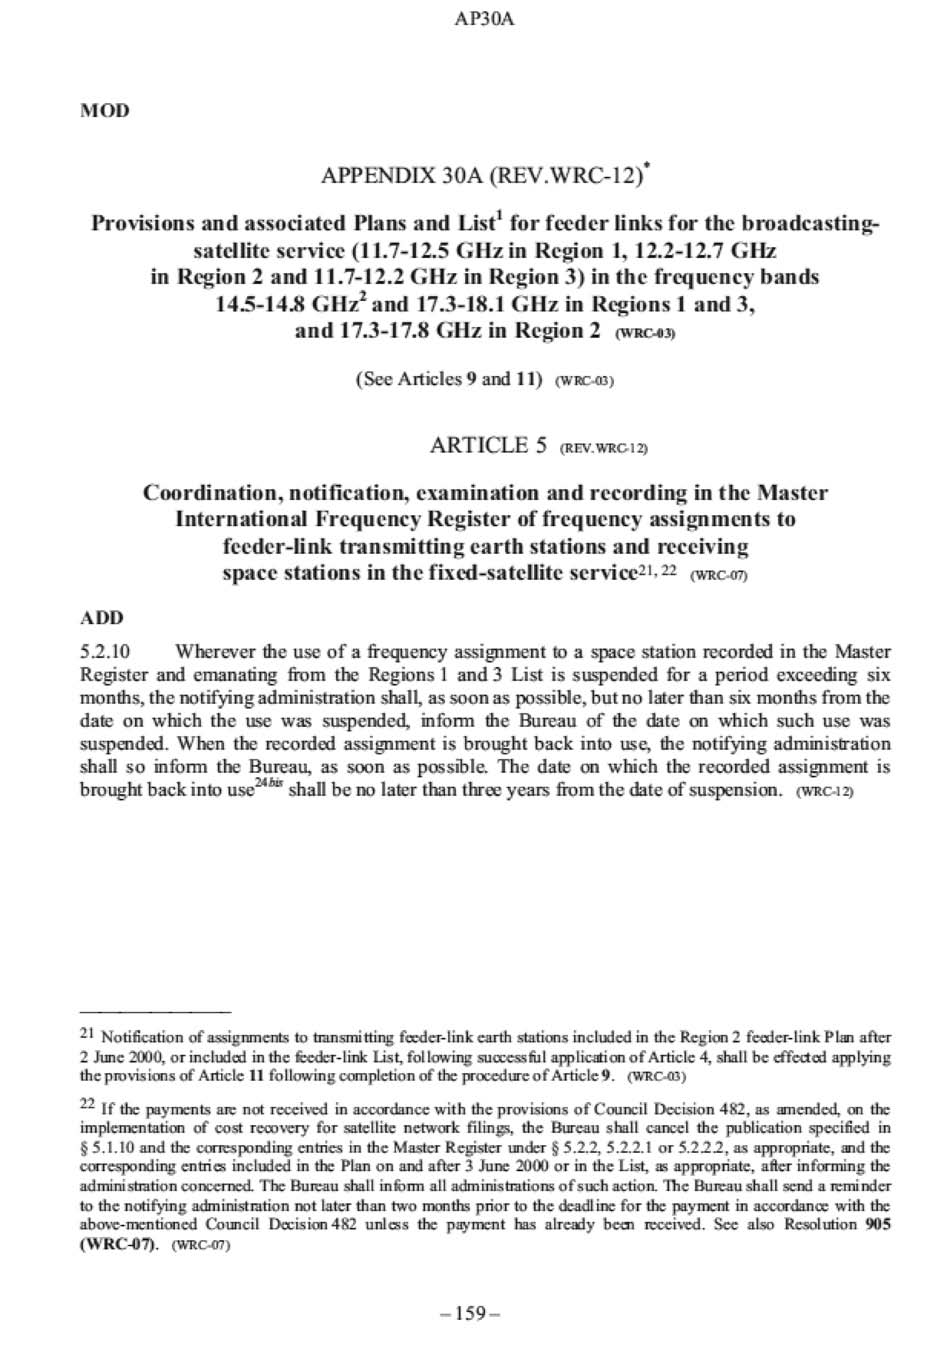 AP30A
MOD
APPENDIX 30A (REV.WRC-12)*
Provisions and associated Plans and List1 for feeder links for the broadcasting-
satellite service (11.7-12.5 GHz in Region 1, 12.2-12.7 GHz
in Region 2 and 11.7-12.2 GHz in Region 3) in the frequency bands
14.5-14.8 GHz2 and 17.3-18.1 GHz in Regions 1 and 3,
and 17.3-17.8 GHz in Region 2 (WRC-03)
(See Articles 9 and 11) (WRC-03)
ARTICLE 5 (REV.WRC-12)
Coordination, notification, examination and recording in the Master
International Frequency Register of frequency assignments to
feeder-link transmitting earth stations and receiving
space stations in the fixed-satellite service21, 22 (WRC-07)
ADD
5.2.10 Wherever the use of a frequency assignment to a space station recorded in the Master
Register and emanating from the Regions 1 and 3 List is suspended for a period exceeding six
months, the notifying administration shall, as soon as possible, but no later than six months from the
date on which the use was suspended, inform the Bureau of the date on which such use was
suspended. When the recorded assignment is brought back into use, the notifying administration
shall so inform the Bureau, as soon as possible. The date on which the recorded assignment is
brought back into use24bis shall be no later than three years from the date of suspension. (WRC-12)
21 Notification of assignments to transmitting feeder-link earth stations included in the Region 2 feeder-link Plan after
2 June 2000, or included in the feeder-link List, following successful application of Article 4, shall be effected applying
the provisions of Article 11 following completion of the procedure of Article 9. (WRC-03)
22 If the payments are not received in accordance with the provisions of Council Decision 482, as amended, on the
implementation of cost recovery for satellite network filings, the Bureau shall cancel the publication specified in
§ 5.1.10 and the corresponding entries in the Master Register under § 5.2.2, 5.2.2.1 or 5.2.2.2, as appropriate, and the
corresponding entries included in the Plan on and after 3 June 2000 or in the List, as appropriate, after informing the
administration concerned. The Bureau shall inform all administrations of such action. The Bureau shall send a reminder
to the notifying administration not later than two months prior to the deadline for the payment in accordance with the
above-mentioned Council Decision 482 unless the payment has already been received. See also Resolution 905
(WRC-07). (WRC-07)
– 159 –